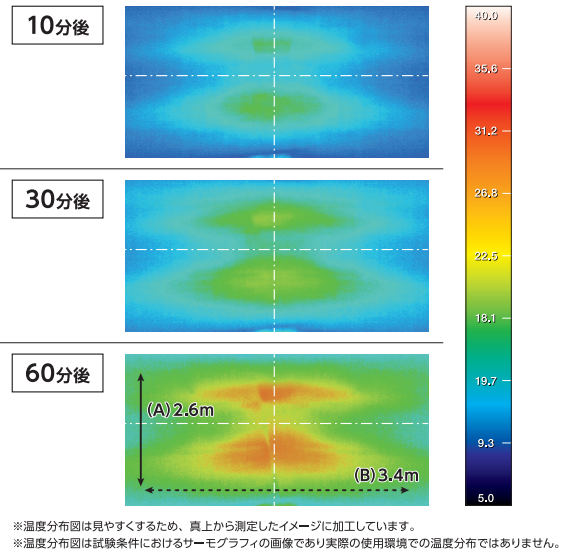 10分後
30分後
60分後
(A)2.6m
(B)3.4m
40.0
35.6
31.2
26.8
22.5
18.1
19.7
9.3
5.0
※温度分布図は見やすくするため、真上から測定したイメージに加工しています。
※温度分布図は試験条件におけるサーモグラフィの画像であり実際の使用環境での温度分布ではありません。